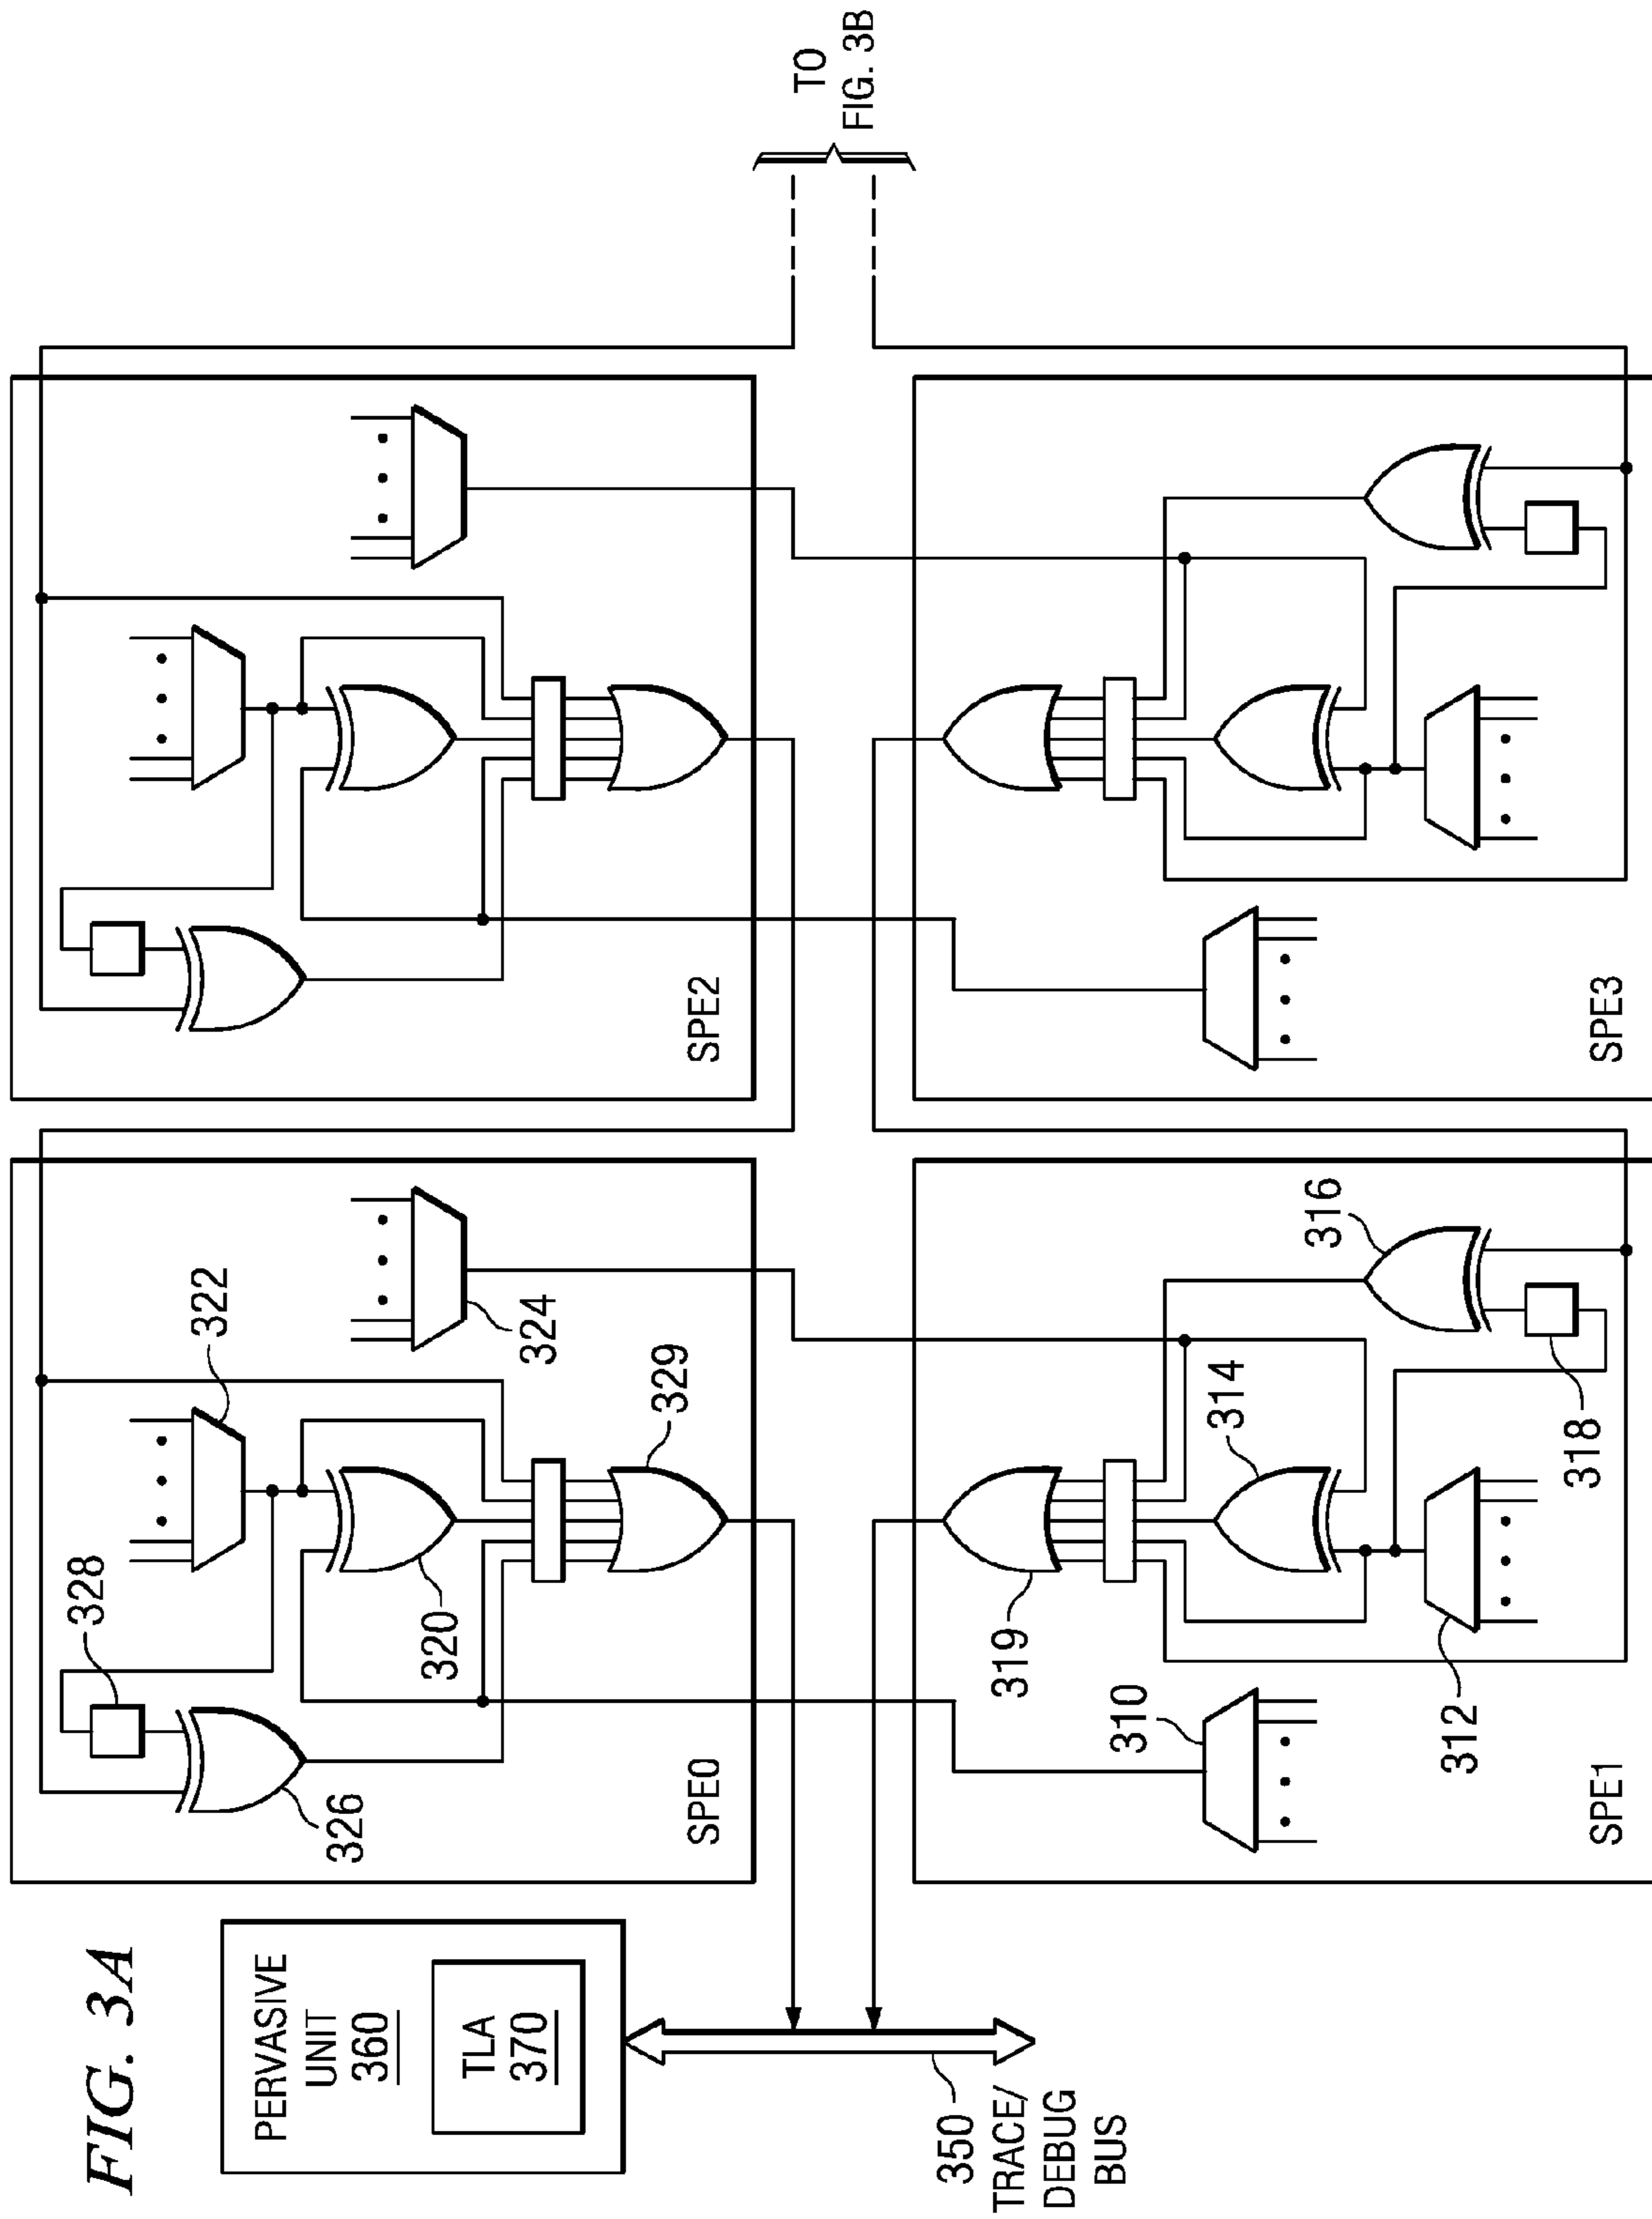 FIG. 3A
PERVASIVE
UNIT
360
TLA
370
350
TRACE/
DEBUG
BUS
328
322
326
320
324
329
SPE0
SPE2
TO
FIG. 3B
310
319
314
316
312
318
SPE1
SPE3